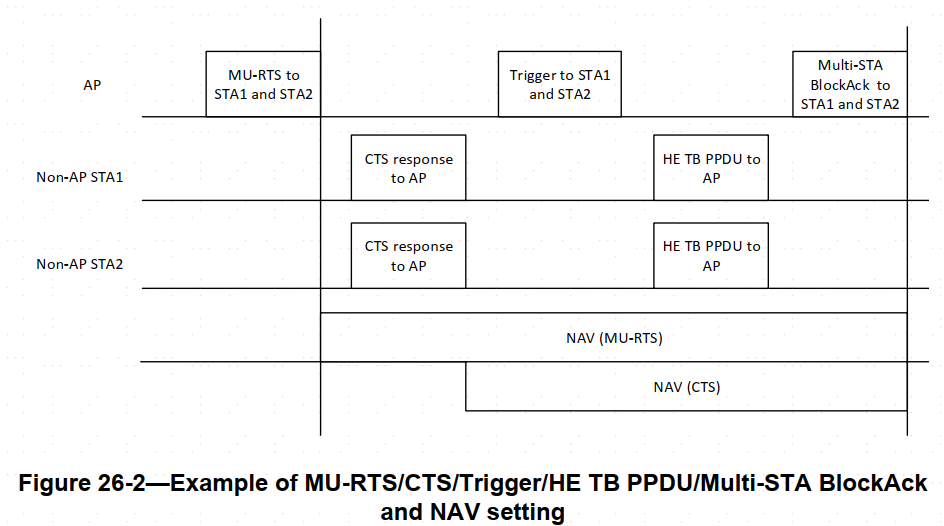 AP
MU-RTS to
STA1 and STA2
Trigger to STA1
and STA2
Multi-STA
BlockAck to
STA1 and STA2
Non-AP STA1
CTS response
to AP
HE TB PPDU to
AP
Non-AP STA2
CTS response
to AP
HE TB PPDU to
AP
NAV (MU-RTS)
NAV (CTS)
Figure 26-2—Example of MU-RTS/CTS/Trigger/HE TB PPDU/Multi-STA BlockAck
and NAV setting